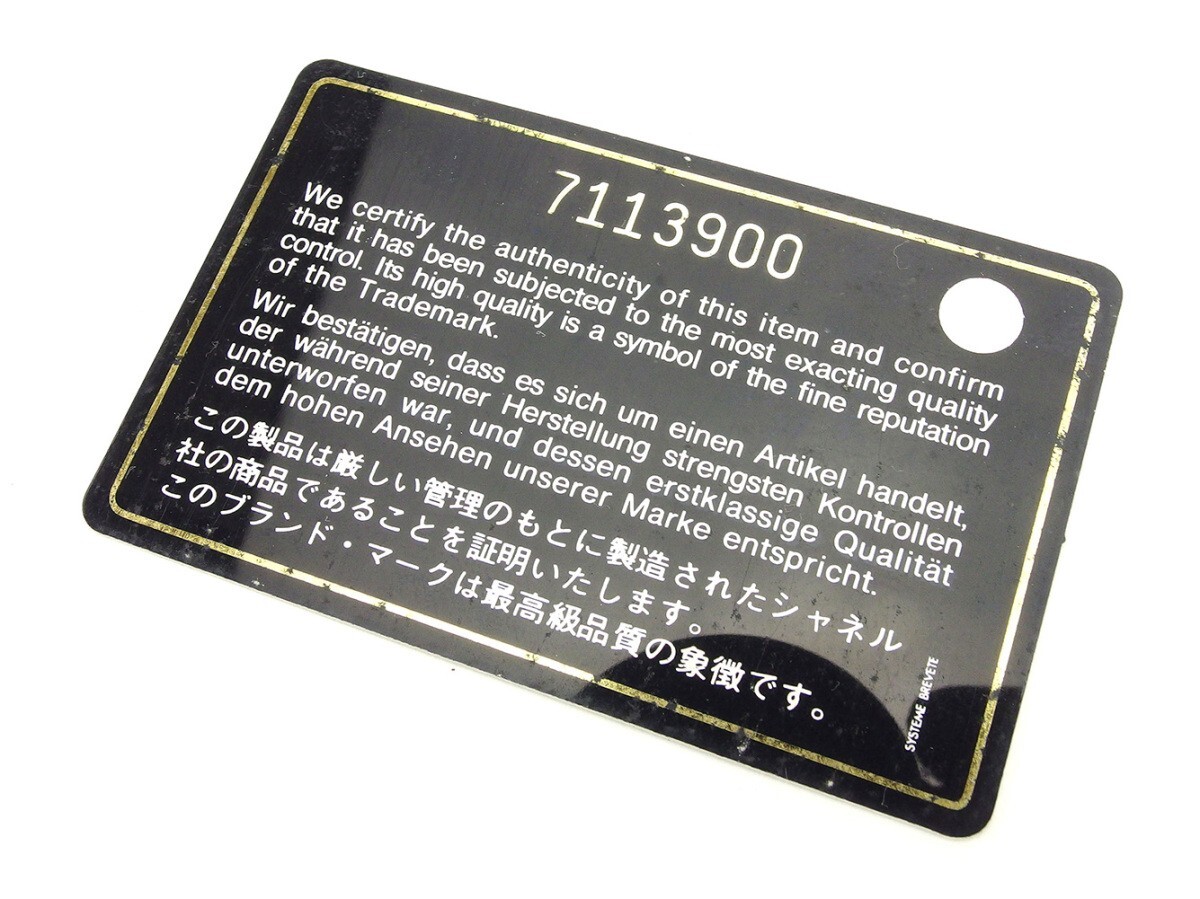 7113900
We certify the authenticity of this item and confirm
that it has been subjected to the most exacting quality
control. Its high quality is a symbol of the fine reputation
of the Trademark.
Wir bestätigen, dass es sich um einen Artikel handelt,
der während seiner Herstellung strengsten Kontrollen
unterworfen war, und dessen erstklassige Qualität
dem hohen Ansehen unserer Marke entspricht.
この製品は厳しい管理のもとに製造されたシャネル
社の商品であることを証明いたします。
このブランド・マークは最高級品質の象徴です。
SYSTEME BREVETE